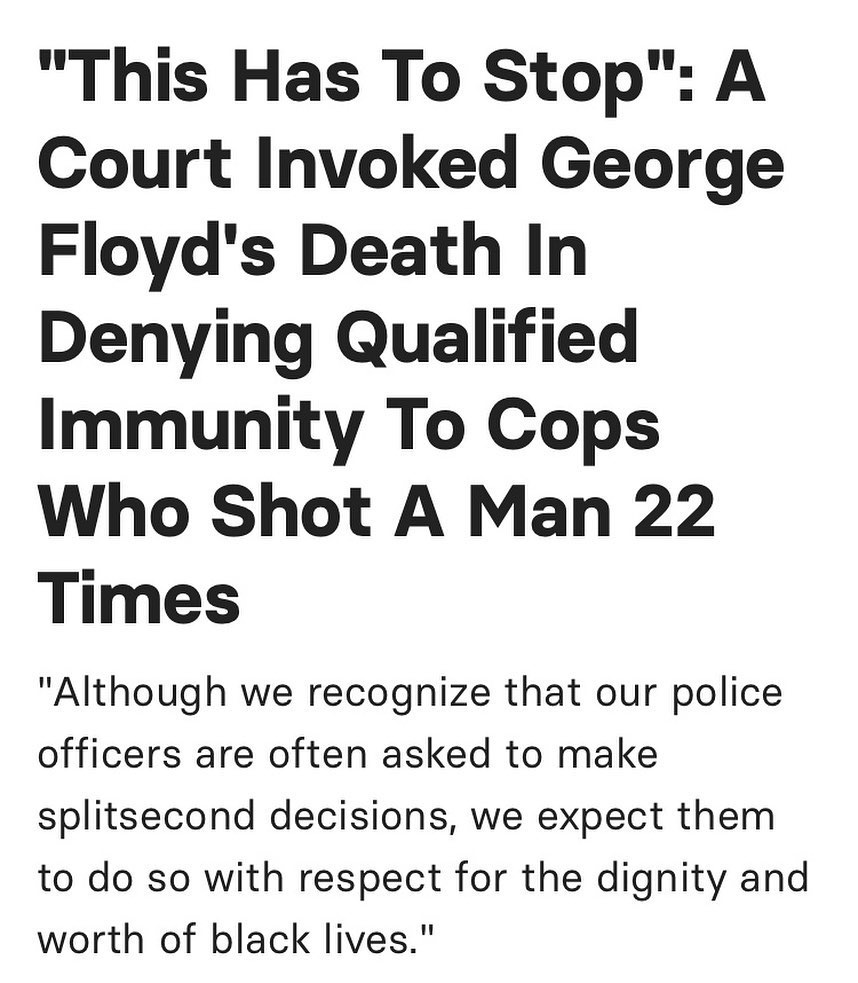 "This Has To Stop": A
Court Invoked George
Floyd's Death In
Denying Qualified
Immunity To Cops
Who Shot A Man 22
Times
"Although we recognize that our police
officers are often asked to make
splitsecond decisions, we expect them
to do so with respect for the dignity and
worth of black lives."